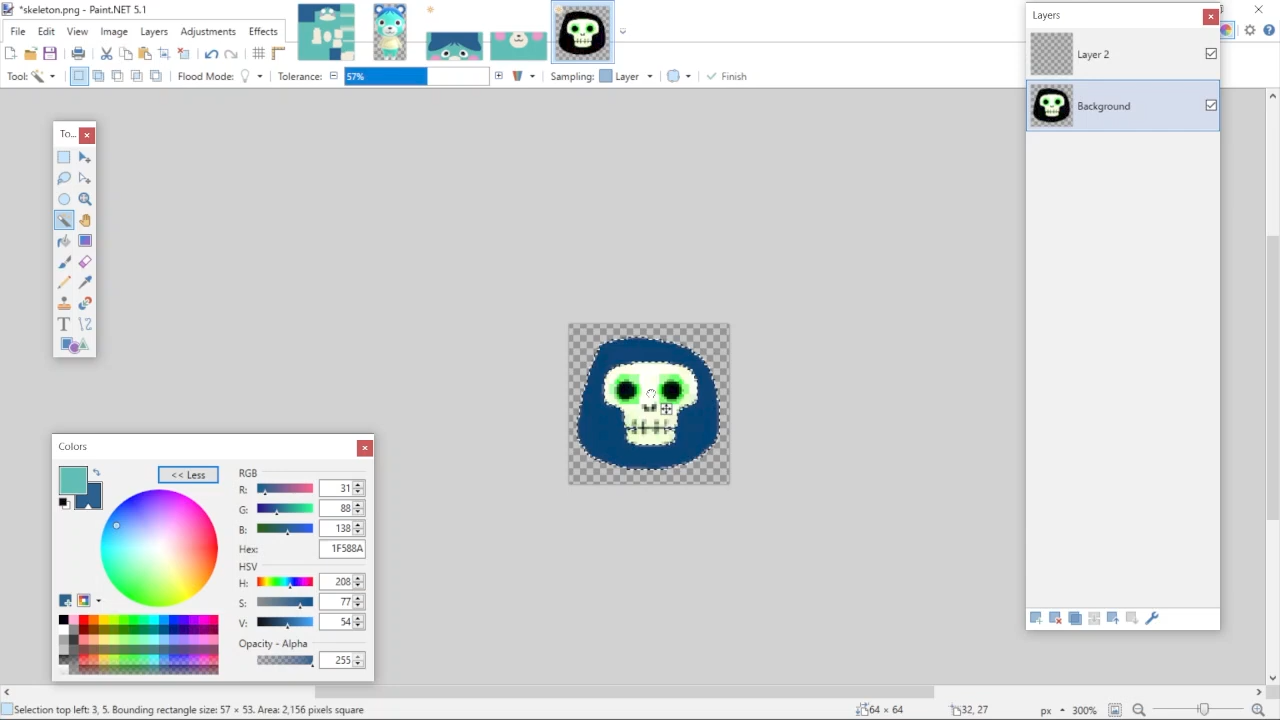 *skeleton.png - Paint.NET 5.1
File Edit View Image Layers Adjustments Effects
Tool: Flood Mode: Tolerance: 57% Sampling: Layer Finish
To...
Layers
Layer 2
Background
Colors
<< Less
RGB
R: 31
G: 88
B: 138
Hex: 1F588A
HSV
H: 208
S: 77
V: 54
Opacity - Alpha
255
Selection top left: 3, 5. Bounding rectangle size: 57 × 53. Area: 2,156 pixels square 64 × 64 32, 27 px 300%